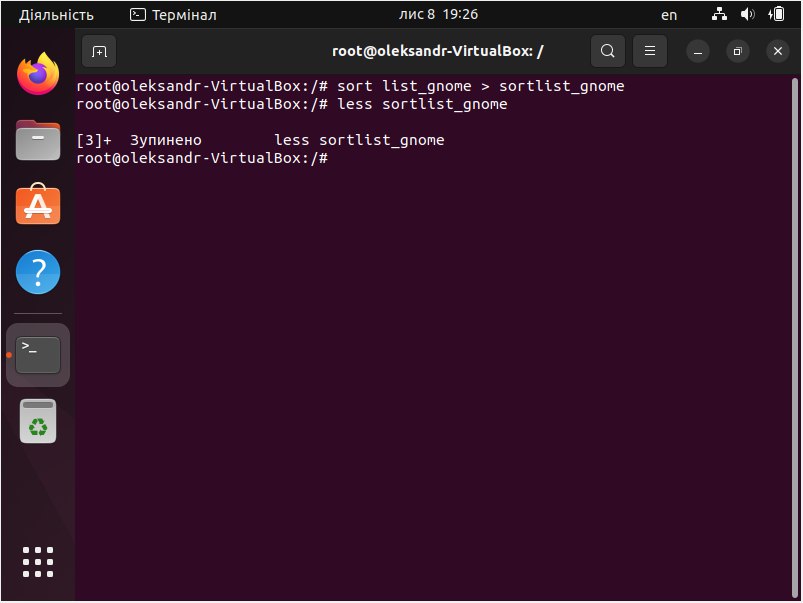 Діяльність Термінал лис 8 19:26 en
root@oleksandr-VirtualBox: /
root@oleksandr-VirtualBox:/# sort list_gnome > sortlist_gnome
root@oleksandr-VirtualBox:/# less sortlist_gnome
[3]+ Зупинено less sortlist_gnome
root@oleksandr-VirtualBox:/#